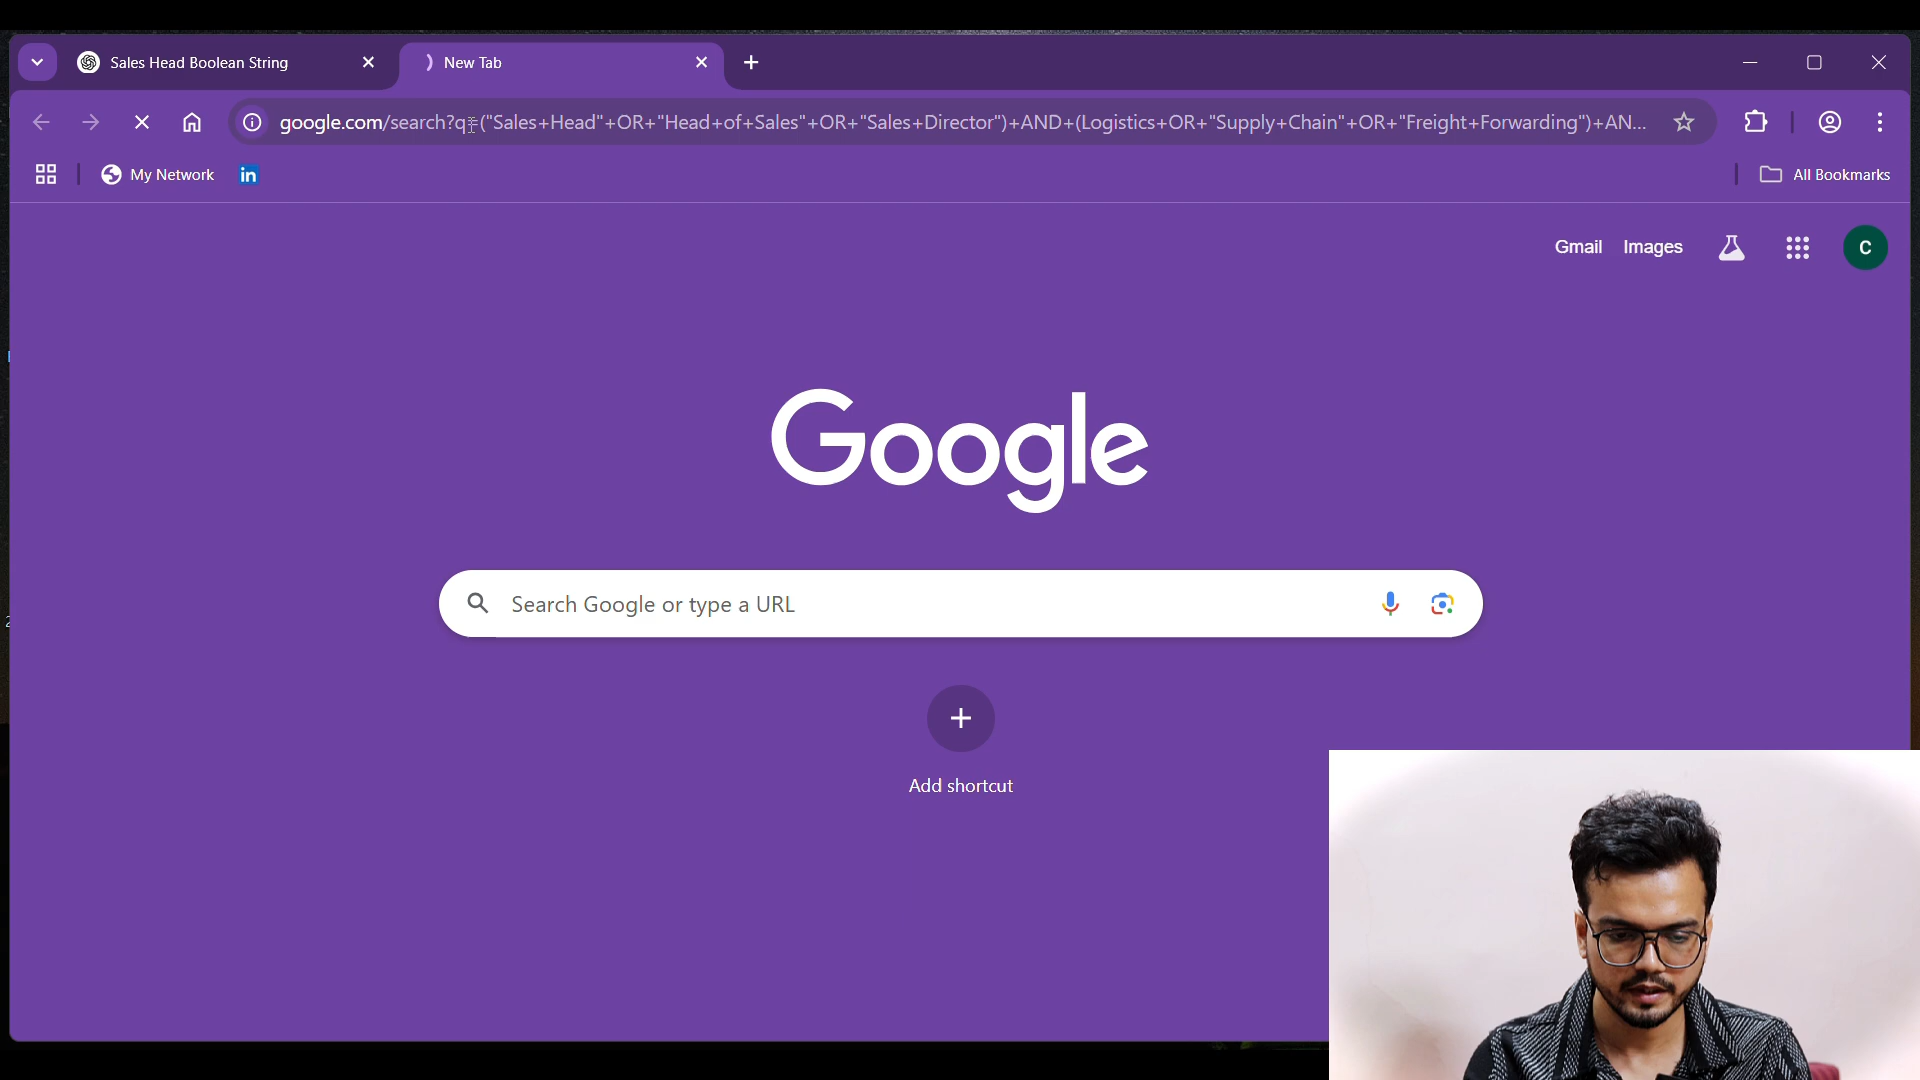 Sales Head Boolean String
New Tab
google.com/search?q=("Sales+Head"+OR+"Head+of+Sales"+OR+"Sales+Director")+AND+(Logistics+OR+"Supply+Chain"+OR+"Freight+Forwarding")+AN...
My Network
in
All Bookmarks
Gmail Images
C
Google
Search Google or type a URL
Add shortcut